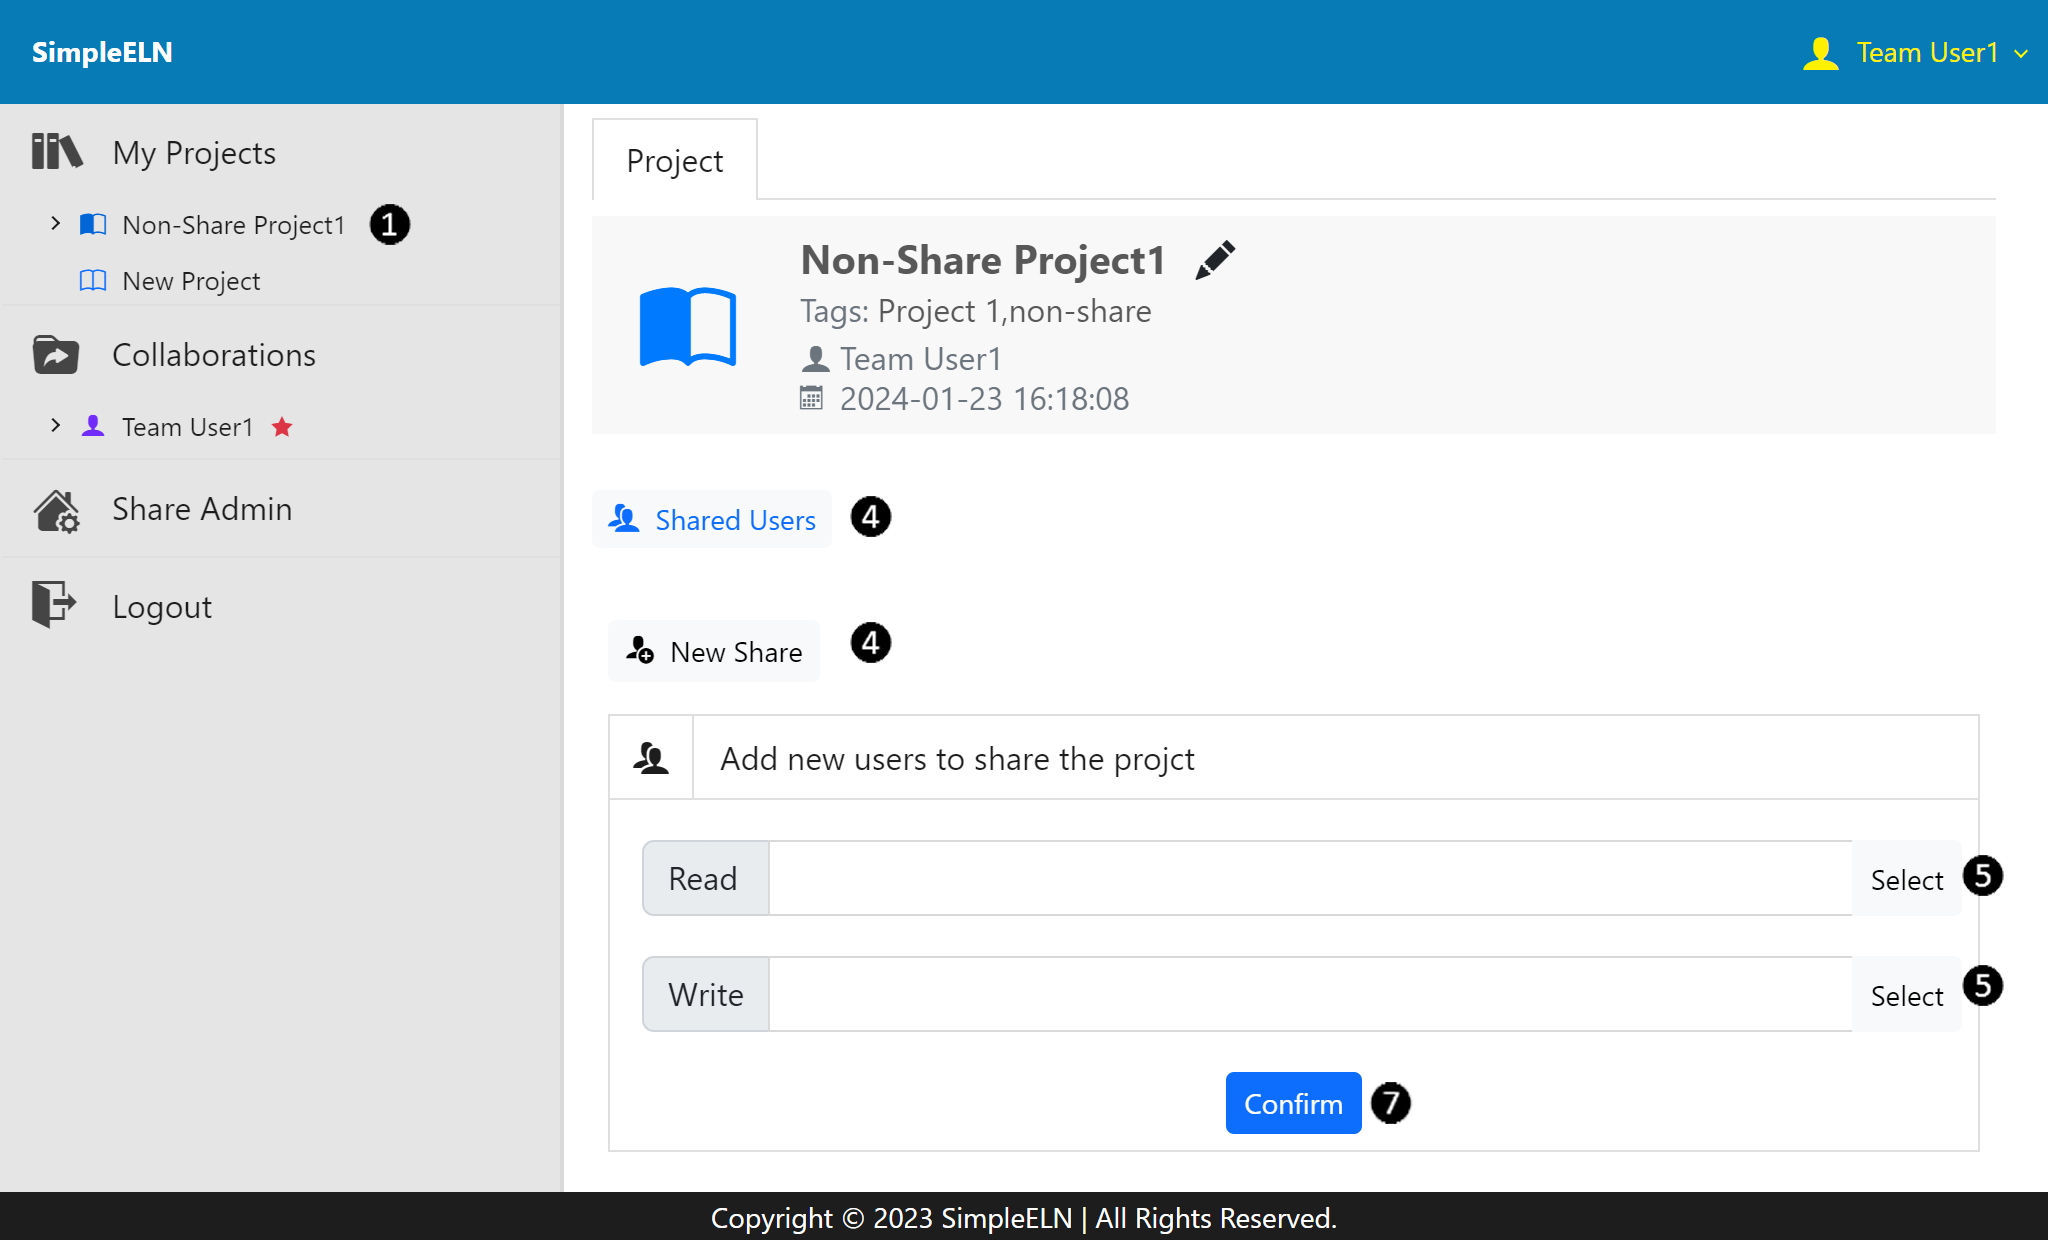 SimpleELN
Team User1
My Projects
Non-Share Project1 1
New Project
Collaborations
Team User1
Share Admin
Logout
Project
Non-Share Project1
Tags: Project 1,non-share
Team User1
2024-01-23 16:18:08
Shared Users 4
New Share 4
Add new users to share the projct
Read Select 5
Write Select 5
Confirm 7
Copyright © 2023 SimpleELN | All Rights Reserved.